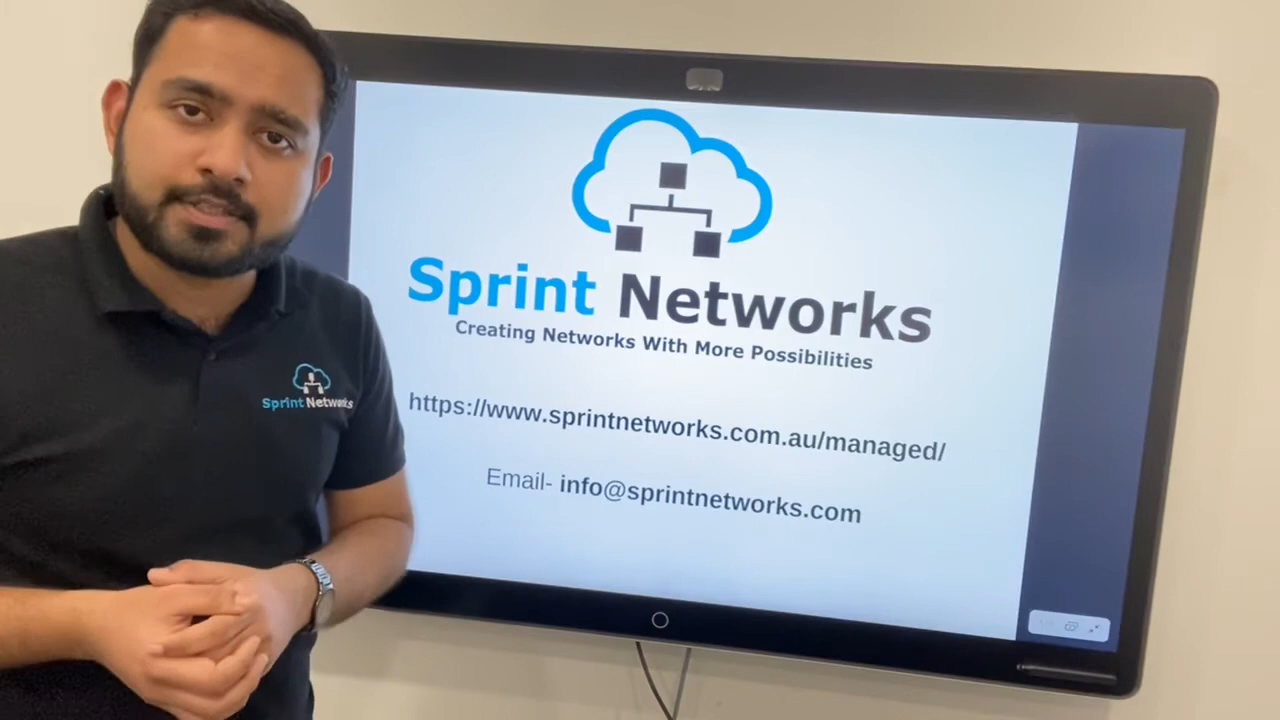 Sprint Networks
Creating Networks With More Possibilities
https://www.sprintnetworks.com.au/managed/
Email- info@sprintnetworks.com
Sprint Networks